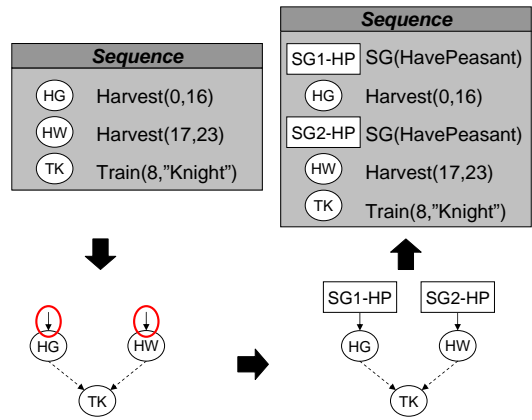 Sequence
HG Harvest(0,16)
HW Harvest(17,23)
TK Train(8,”Knight”)
Sequence
SG1-HP SG(HavePeasant)
HG Harvest(0,16)
SG2-HP SG(HavePeasant)
HW Harvest(17,23)
TK Train(8,”Knight”)
HG HW
TK
SG1-HP SG2-HP
HG HW
TK